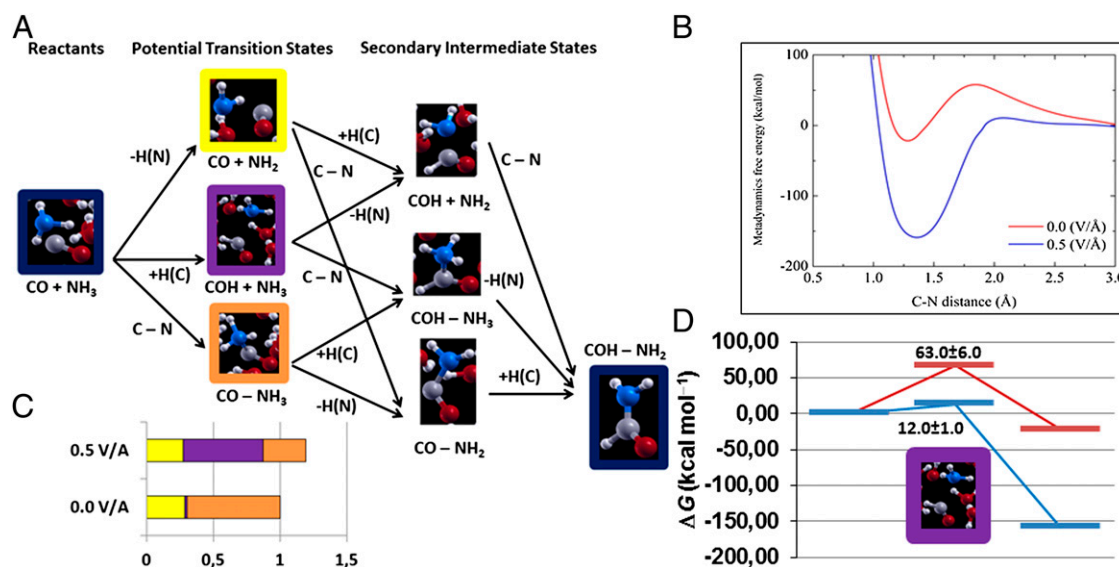 A
Reactants
Potential Transition States
Secondary Intermediate States
-H(N)
+H(C)
C – N
CO + NH3
CO + NH2
COH + NH3
CO – NH3
+H(C)
C – N
-H(N)
C – N
+H(C)
-H(N)
COH + NH2
COH – NH3
CO – NH2
C – N
-H(N)
+H(C)
COH – NH2
B
Metadynamics free energy (kcal/mol)
100
0
-100
-200
0.0 (V/Å)
0.5 (V/Å)
0.5 1.0 1.5 2.0 2.5 3.0
C-N distance (Å)
C
0.5 V/A
0.0 V/A
0 0,5 1 1,5
D
ΔG (kcal mol−1)
100,00
50,00
0,00
-50,00
-100,00
-150,00
-200,00
63.0±6.0
12.0±1.0